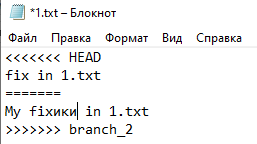 *1.txt – Блокнот
Файл Правка Формат Вид Справка
<<<<<<< HEAD
fix in 1.txt
=======
My fixики in 1.txt
>>>>>>> branch_2